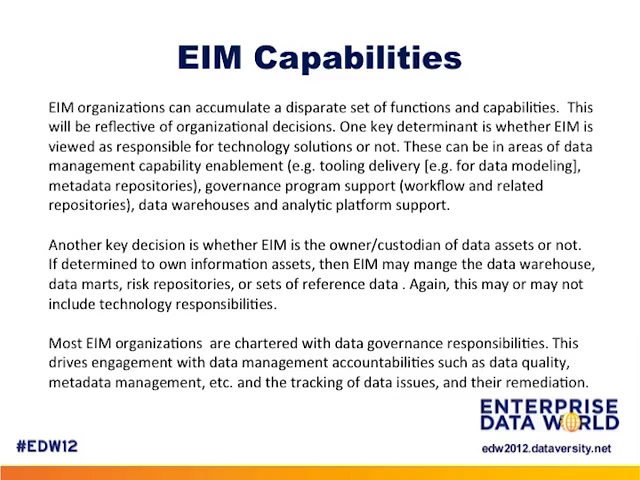 EIM Capabilities
EIM organizations can accumulate a disparate set of functions and capabilities.  This
will be reflective of organizational decisions. One key determinant is whether EIM is
viewed as responsible for technology solutions or not. These can be in areas of data
management capability enablement (e.g. tooling delivery [e.g. for data modeling],
metadata repositories), governance program support (workflow and related
repositories), data warehouses and analytic platform support.
Another key decision is whether EIM is the owner/custodian of data assets or not.
If determined to own information assets, then EIM may mange the data warehouse,
data marts, risk repositories, or sets of reference data . Again, this may or may not
include technology responsibilities.
Most EIM organizations  are chartered with data governance responsibilities. This
drives engagement with data management accountabilities such as data quality,
metadata management, etc. and the tracking of data issues, and their remediation.
ENTERPRISE
DATA WORLD
#EDW12
edw2012.dataversity.net